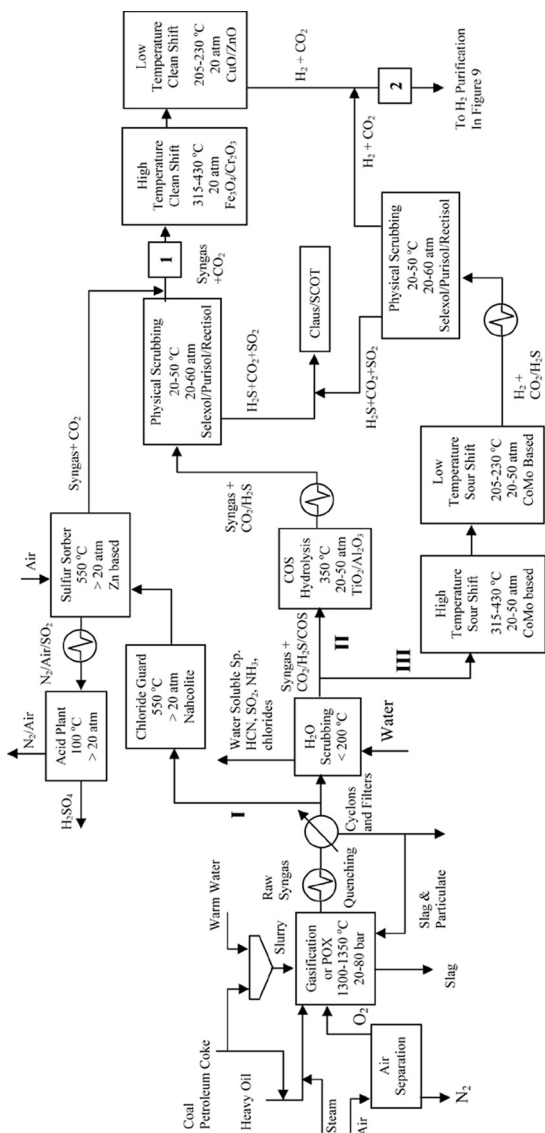 Coal
Petroleum Coke
Heavy Oil
Steam
Air
Air
Separation
N₂
O₂
Warm Water
Slurry
Gasification
or POX
1300-1350 °C
20-80 bar
Slag
Slag &
Particulate
Raw
Syngas
Quenching
Cyclons
and Filters
I
Chloride Guard
550 °C
> 20 atm
Nahcolite
Sulfur Sorber
550 °C
> 20 atm
Zn based
Air
N₂/Air/SO₂
Acid Plant
100 °C
> 20 atm
N₂/Air
H₂SO₄
Syngas+ CO₂
H₂O
Scrubbing
< 200 °C
Water
Water Soluble Sp.
HCN, SO₂, NH₃,
chlorides
Syngas +
CO₂/H₂S/COS
II
COS
Hydrolysis
350 °C
20-50 atm
TiO₂/Al₂O₃
Syngas +
CO₂/H₂S
Physical Scrubbing
20-50 °C
20-60 atm
Selexol/Purisol/Rectisol
H₂S+CO₂+SO₂
Claus/SCOT
1
Syngas
+CO₂
High
Temperature
Clean Shift
315-430 °C
20 atm
Fe₃O₄/Cr₂O₃
Low
Temperature
Clean Shift
205-230 °C
20 atm
CuO/ZnO
H₂ + CO₂
III
High
Temperature
Sour Shift
315-430 °C
20-50 atm
CoMo based
Low
Temperature
Sour Shift
205-230 °C
20-50 atm
CoMo Based
H₂ +
CO₂/H₂S
Physical Scrubbing
20-50 °C
20-60 atm
Selexol/Purisol/Rectisol
H₂S+CO₂+SO₂
H₂ + CO₂
2
To H₂ Purification
In Figure 9